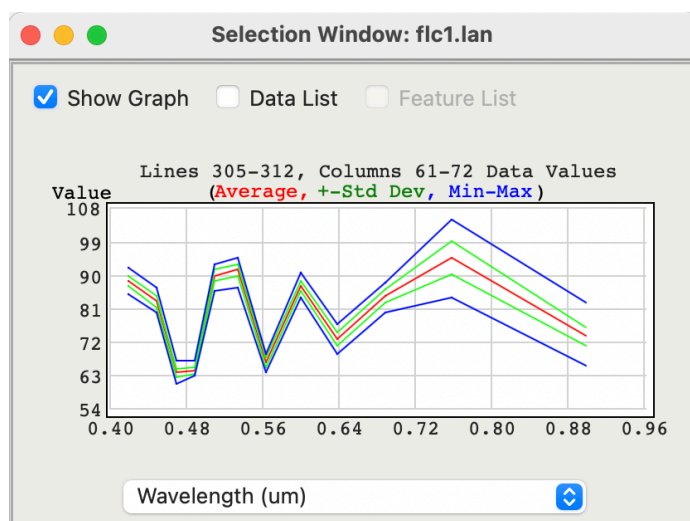 Selection Window: flc1.lan
Show Graph Data List Feature List
Lines 305-312, Columns 61-72 Data Values
Value (Average, +-Std Dev, Min-Max)
108
99
90
81
72
63
54
0.40 0.48 0.56 0.64 0.72 0.80 0.88 0.96
Wavelength (um)